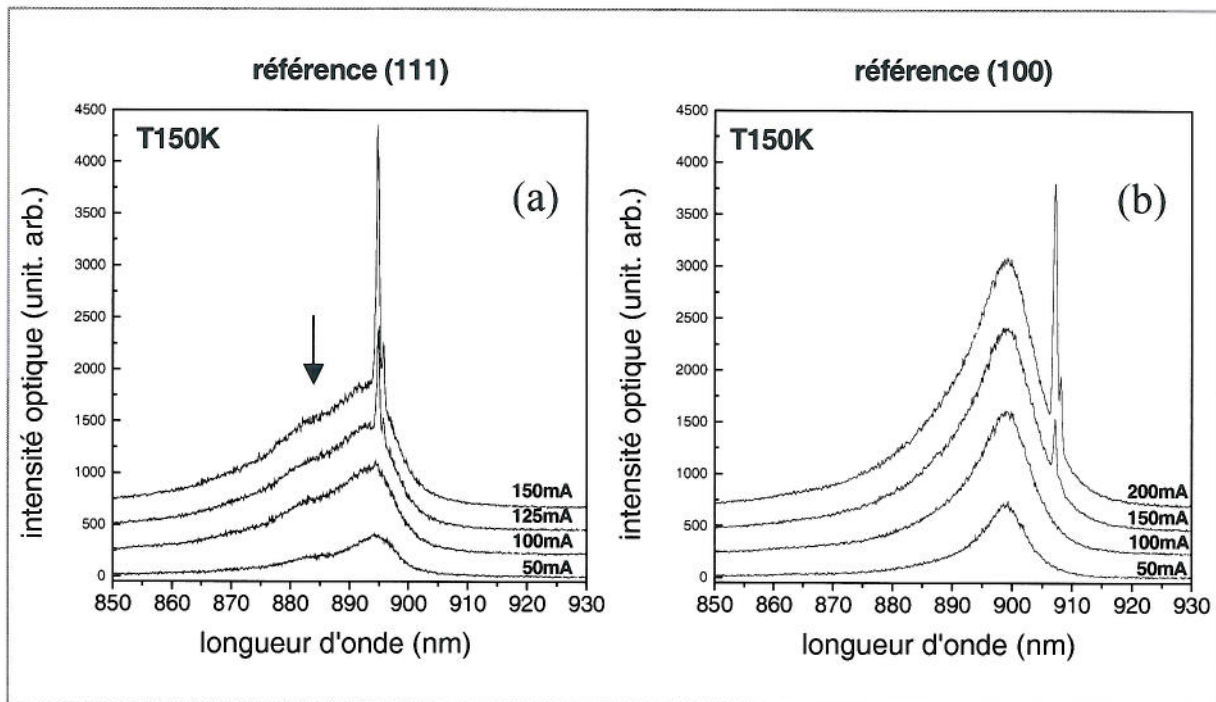 référence (111)
T150K
(a)
intensité optique (unit. arb.)
4500
4000
3500
3000
2500
2000
1500
1000
500
0
150mA
125mA
100mA
50mA
850 860 870 880 890 900 910 920 930
longueur d'onde (nm)
référence (100)
T150K
(b)
intensité optique (unit. arb.)
4500
4000
3500
3000
2500
2000
1500
1000
500
0
200mA
150mA
100mA
50mA
850 860 870 880 890 900 910 920 930
longueur d'onde (nm)